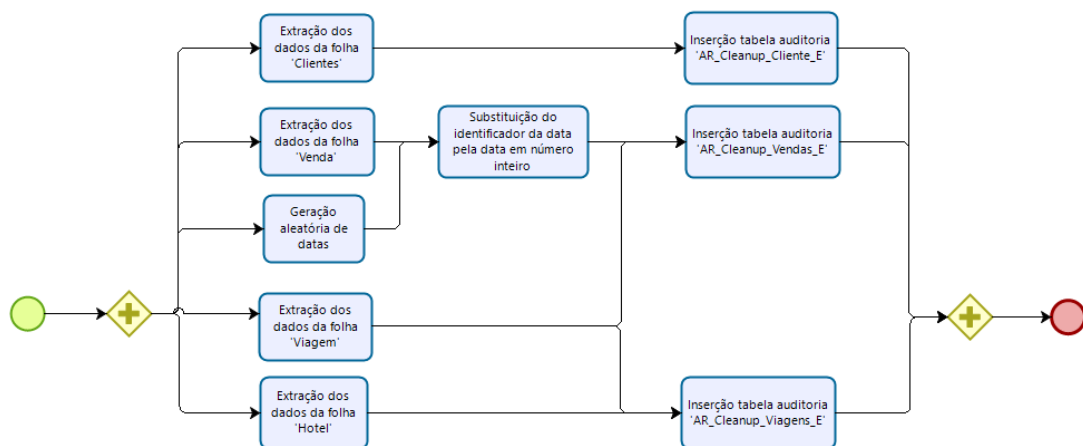 Extração dos
dados da folha
'Clientes'
Inserção tabela auditoria
'AR_Cleanup_Cliente_E'
Extração dos
dados da folha
'Venda'
Substituição do
identificador da data
pela data em número
inteiro
Inserção tabela auditoria
'AR_Cleanup_Vendas_E'
Geração
aleatória de
datas
Extração dos
dados da folha
'Viagem'
Extração dos
dados da folha
'Hotel'
Inserção tabela auditoria
'AR_Cleanup_Viagens_E'